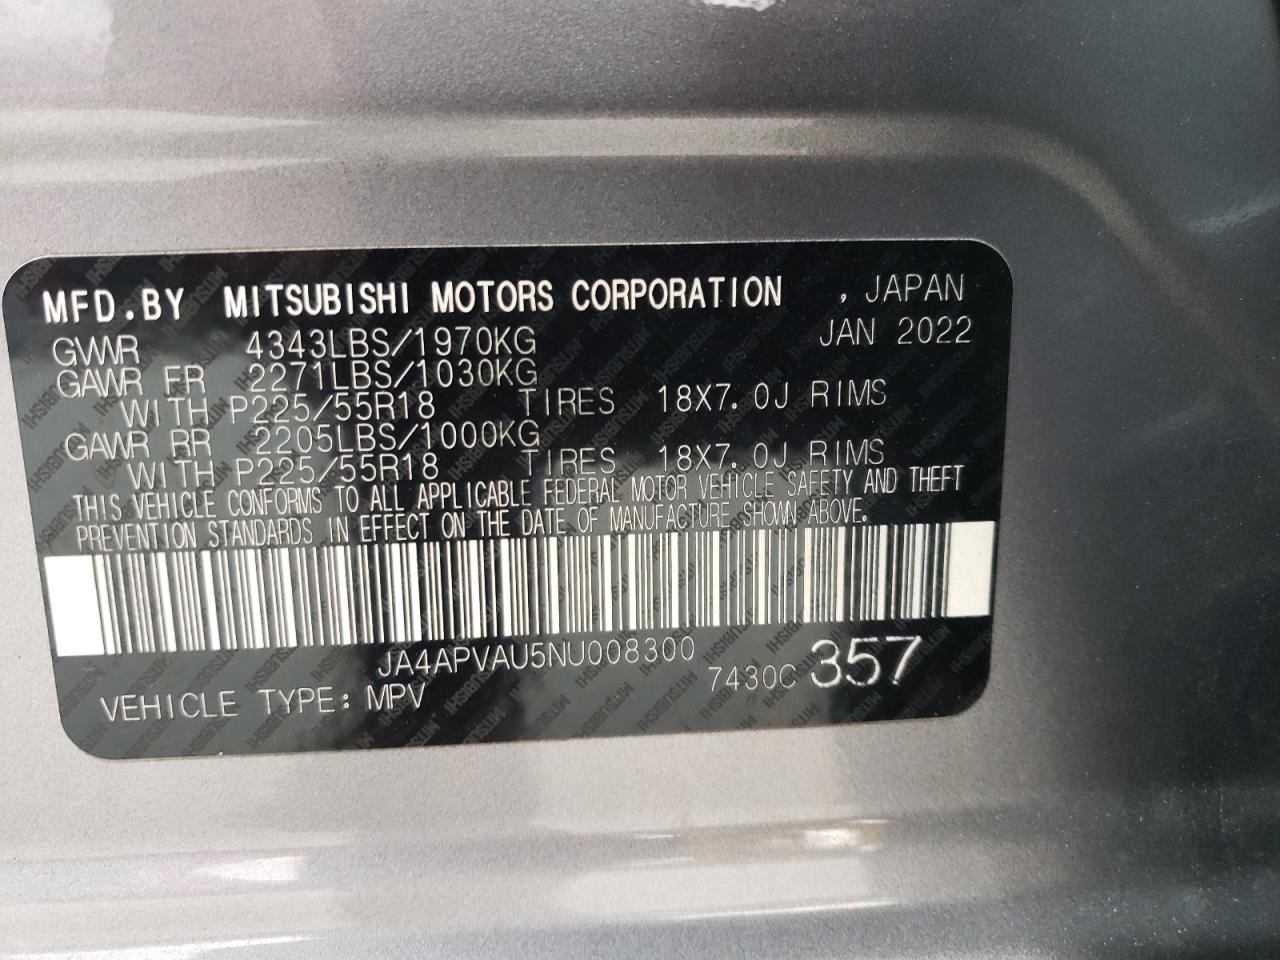 MFD.BY MITSUBISHI MOTORS CORPORATION , JAPAN
GVWR 4343LBS/1970KG JAN 2022
GAWR FR 2271LBS/1030KG
WITH P225/55R18 TIRES 18X7.0J RIMS
GAWR RR 2205LBS/1000KG
WITH P225/55R18 TIRES 18X7.0J RIMS
THIS VEHICLE CONFORMS TO ALL APPLICABLE FEDERAL MOTOR VEHICLE SAFETY AND THEFT
PREVENTION STANDARDS IN EFFECT ON THE DATE OF MANUFACTURE SHOWN ABOVE.
JA4APVAU5NU008300
VEHICLE TYPE: MPV 7430C 357